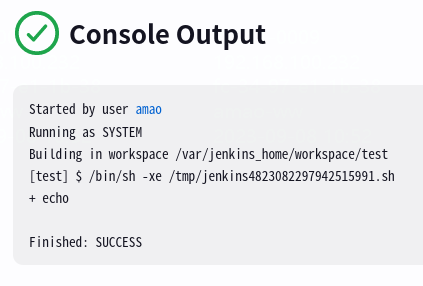 Console Output
Started by user amao
Running as SYSTEM
Building in workspace /var/jenkins_home/workspace/test
[test] $ /bin/sh -xe /tmp/jenkins4823082297942515991.sh
+ echo
Finished: SUCCESS